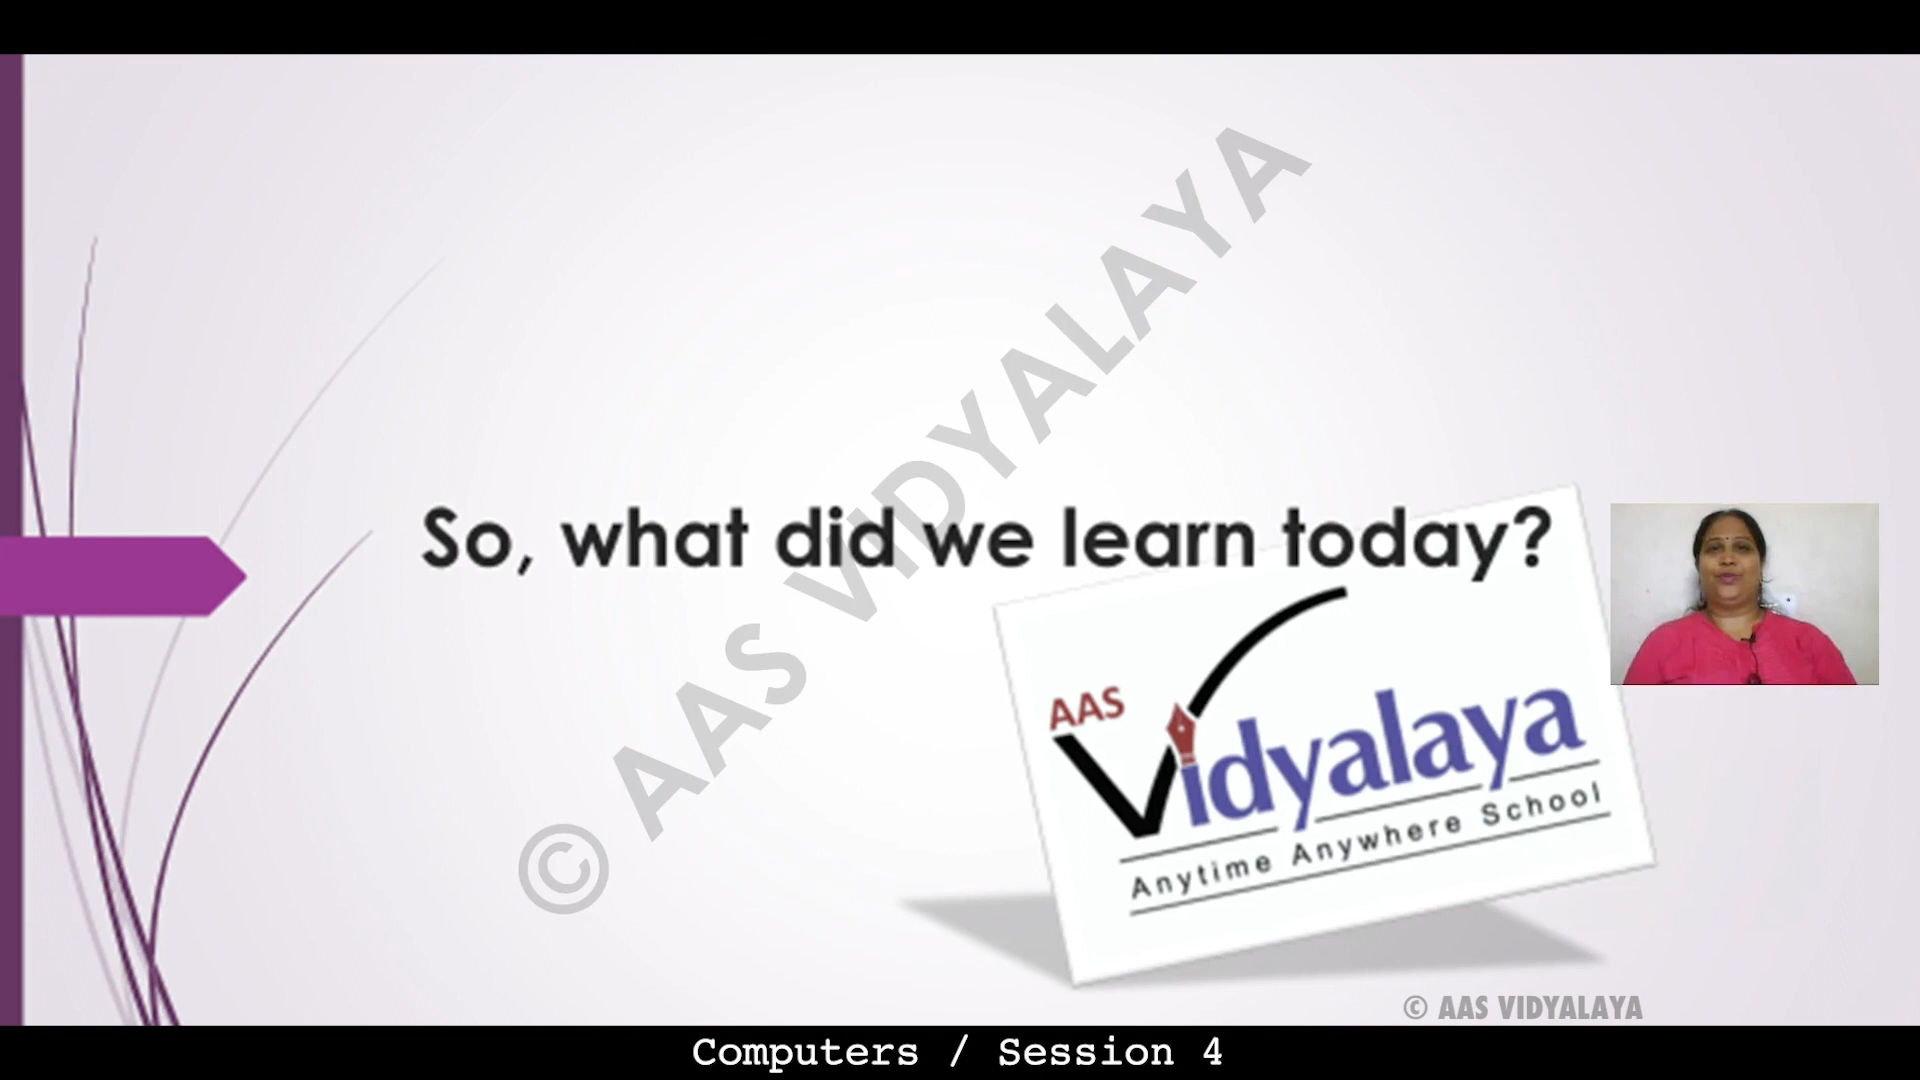 © AAS VIDYALAYA
So, what did we learn today?
AAS
Vidyalaya
Anytime Anywhere School
© AAS VIDYALAYA
Computers / Session 4